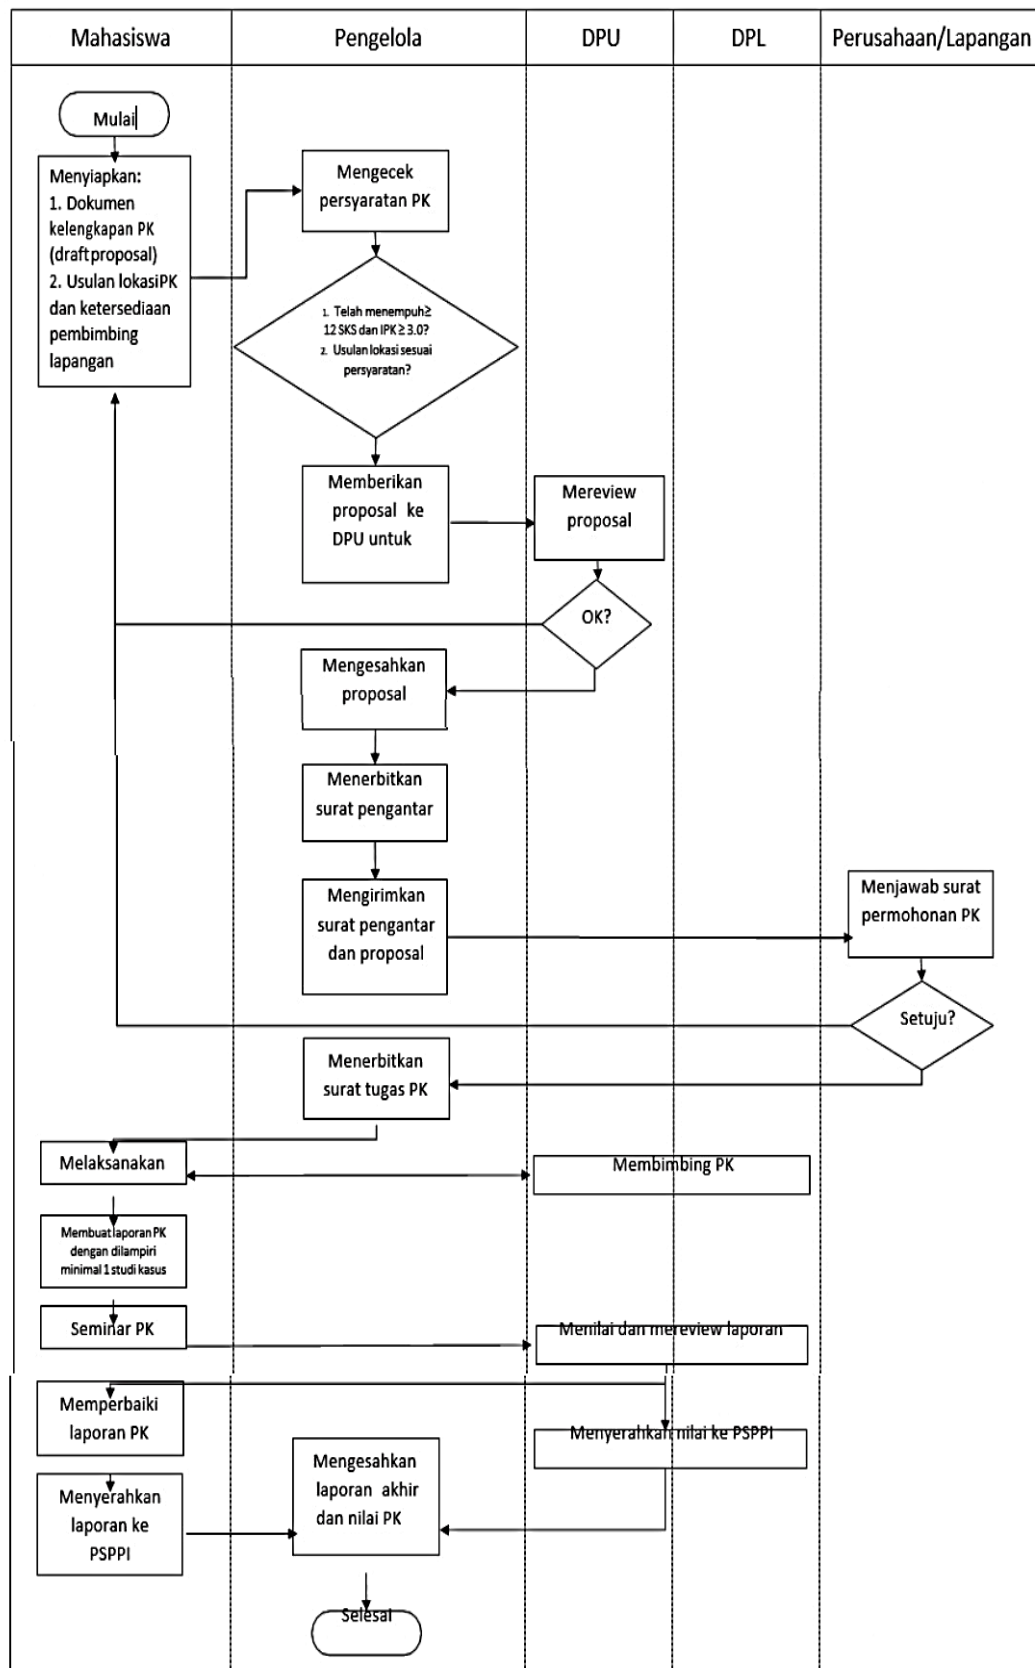 Mahasiswa
Pengelola
DPU
DPL
Perusahaan/Lapangan
Mulai
Menyiapkan:
1. Dokumen
kelengkapan PK
(draft proposal)
2. Usulan lokasi PK
dan ketersediaan
pembimbing
lapangan
Mengecek
persyaratan PK
1. Telah menempuh ≥
12 SKS dan IPK ≥ 3.0?
2. Usulan lokasi sesuai
persyaratan?
Memberikan
proposal ke
DPU untuk
Mereview
proposal
OK?
Mengesahkan
proposal
Menerbitkan
surat pengantar
Mengirimkan
surat pengantar
dan proposal
Menjawab surat
permohonan PK
Setuju?
Menerbitkan
surat tugas PK
Melaksanakan
Membimbing PK
Membuat laporan PK
dengan dilampiri
minimal 1 studi kasus
Seminar PK
Menilai dan mereview laporan
Memperbaiki
laporan PK
Menyerahkan nilai ke PSPPI
Menyerahkan
laporan ke
PSPPI
Mengesahkan
laporan akhir
dan nilai PK
Selesai